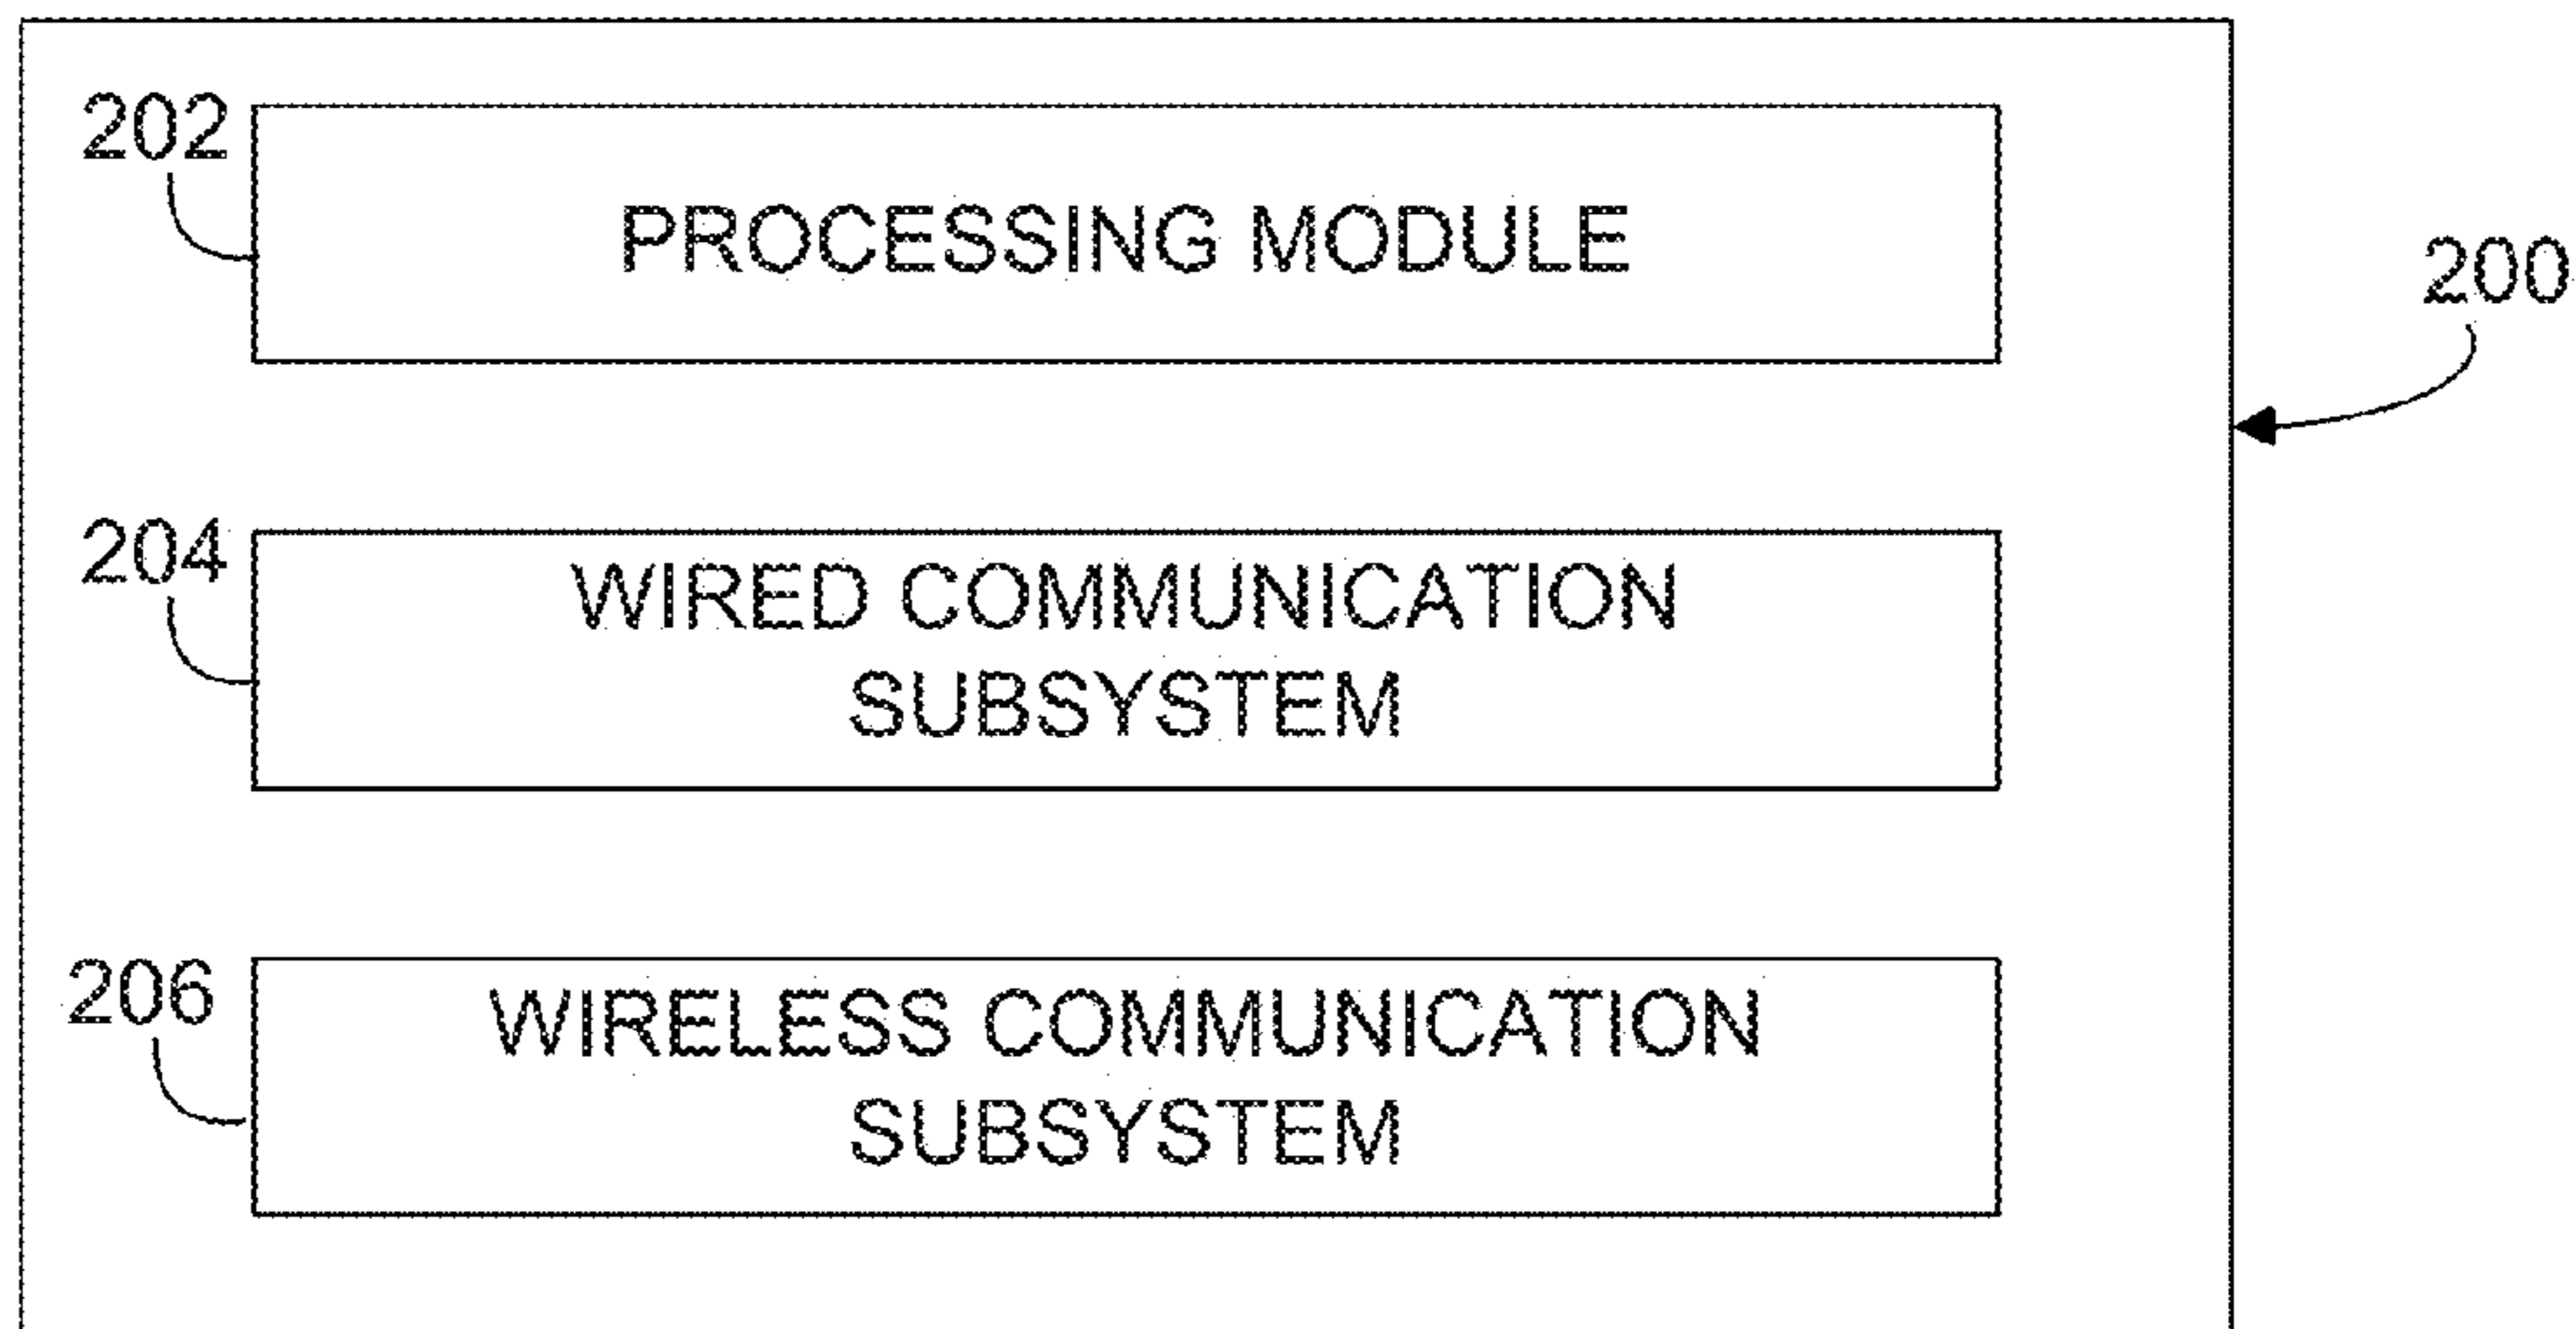 202
PROCESSING MODULE
200
204
WIRED COMMUNICATION
SUBSYSTEM
206
WIRELESS COMMUNICATION
SUBSYSTEM